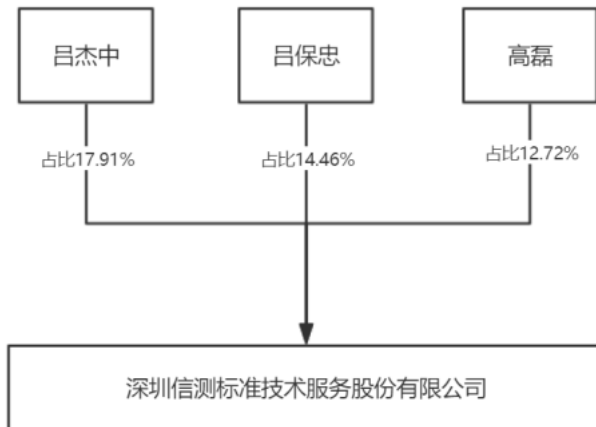 吕杰中
吕保忠
高磊
占比17.91%
占比14.46%
占比12.72%
深圳信测标准技术服务股份有限公司